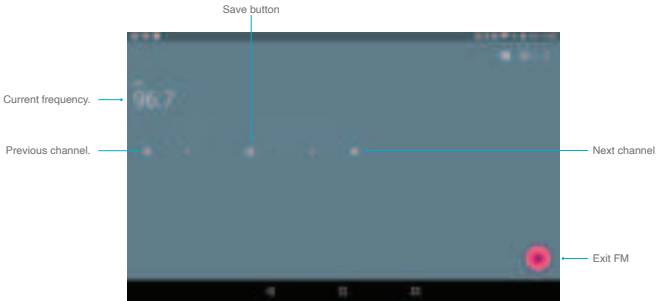 Save button
Current frequency.
96.7
Previous channel.
Next channel
Exit FM